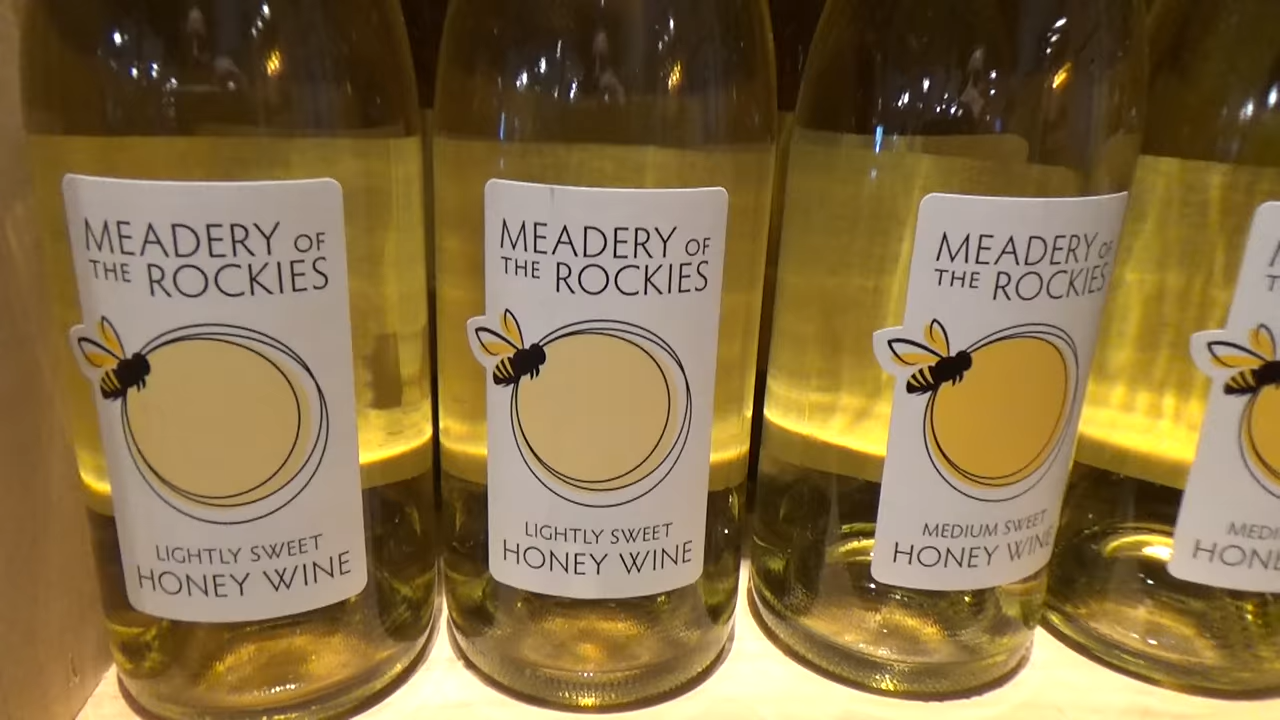 MEADERY OF
THE ROCKIES
LIGHTLY SWEET
HONEY WINE
MEADERY OF
THE ROCKIES
LIGHTLY SWEET
HONEY WINE
MEADERY OF
THE ROCKIES
MEDIUM SWEET
HONEY WINE